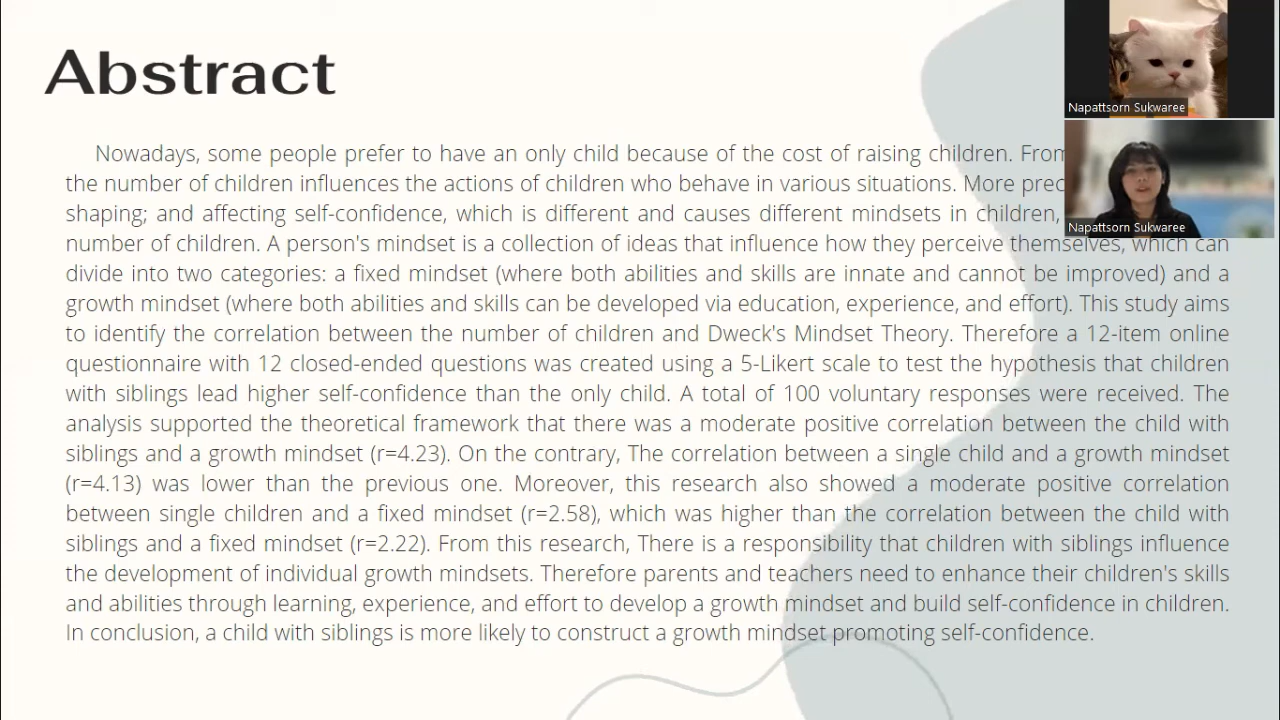 Abstract
Nowadays, some people prefer to have an only child because of the cost of raising children. From
the number of children influences the actions of children who behave in various situations. More
shaping; and affecting self-confidence, which is different and causes different mindsets in children,
number of children. A person's mindset is a collection of ideas that influence how they perceive themselves, which can
divide into two categories: a fixed mindset (where both abilities and skills are innate and cannot be improved) and a
growth mindset (where both abilities and skills can be developed via education, experience, and effort). This study aims
to identify the correlation between the number of children and Dweck's Mindset Theory. Therefore a 12-item online
questionnaire with 12 closed-ended questions was created using a 5-Likert scale to test the hypothesis that children
with siblings lead higher self-confidence than the only child. A total of 100 voluntary responses were received. The
analysis supported the theoretical framework that there was a moderate positive correlation between the child with
siblings and a growth mindset (r=4.23). On the contrary, The correlation between a single child and a growth mindset
(r=4.13) was lower than the previous one. Moreover, this research also showed a moderate positive correlation
between single children and a fixed mindset (r=2.58), which was higher than the correlation between the child with
siblings and a fixed mindset (r=2.22). From this research, There is a responsibility that children with siblings influence
the development of individual growth mindsets. Therefore parents and teachers need to enhance their children's skills
and abilities through learning, experience, and effort to develop a growth mindset and build self-confidence in children.
In conclusion, a child with siblings is more likely to construct a growth mindset promoting self-confidence.
Napattsorn Sukwaree
Napattsorn Sukwaree